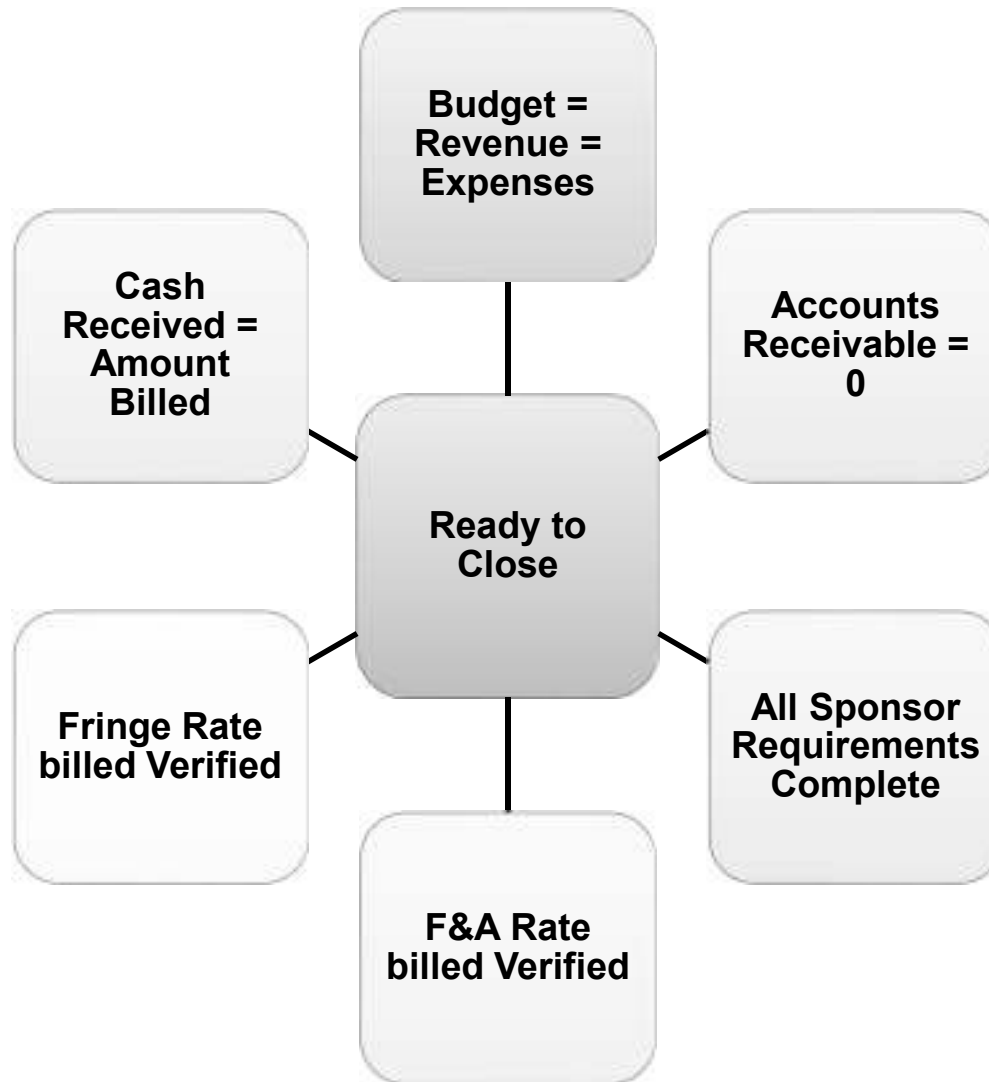 Budget =
Revenue =
Expenses
Cash
Received =
Amount
Billed
Accounts
Receivable =
0
Ready to
Close
Fringe Rate
billed Verified
All Sponsor
Requirements
Complete
F&A Rate
billed Verified